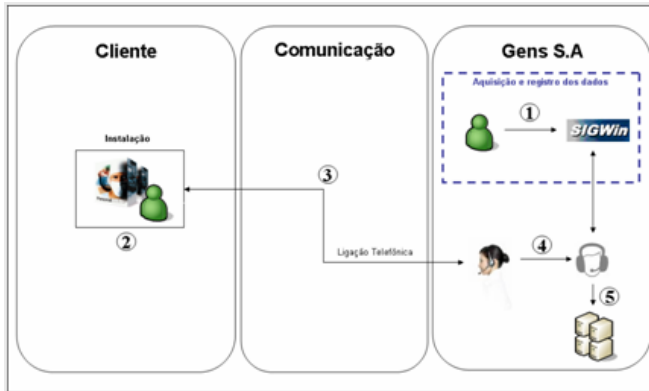 Cliente
Comunicação
Gens S.A
Aquisição e registro dos dados
1
SIGWin
Instalação
2
3
Ligação Telefônica
4
5